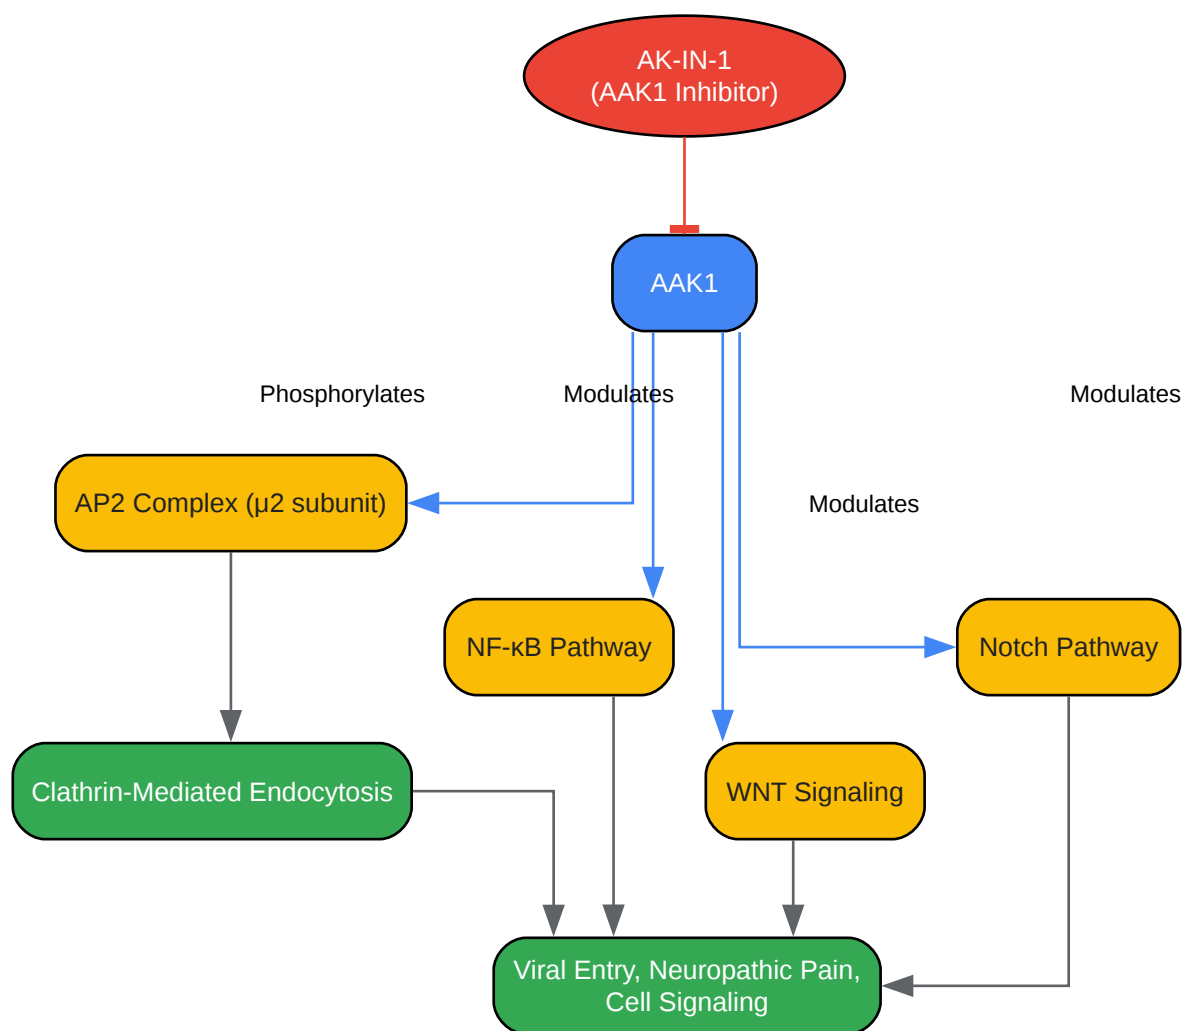 AK-IN-1
(AAK1 Inhibitor)
AAK1
Phosphorylates
Modulates
Modulates
AP2 Complex (μ2 subunit)
Modulates
NF-κB Pathway
Notch Pathway
Clathrin-Mediated Endocytosis
WNT Signaling
Viral Entry, Neuropathic Pain,
Cell Signaling